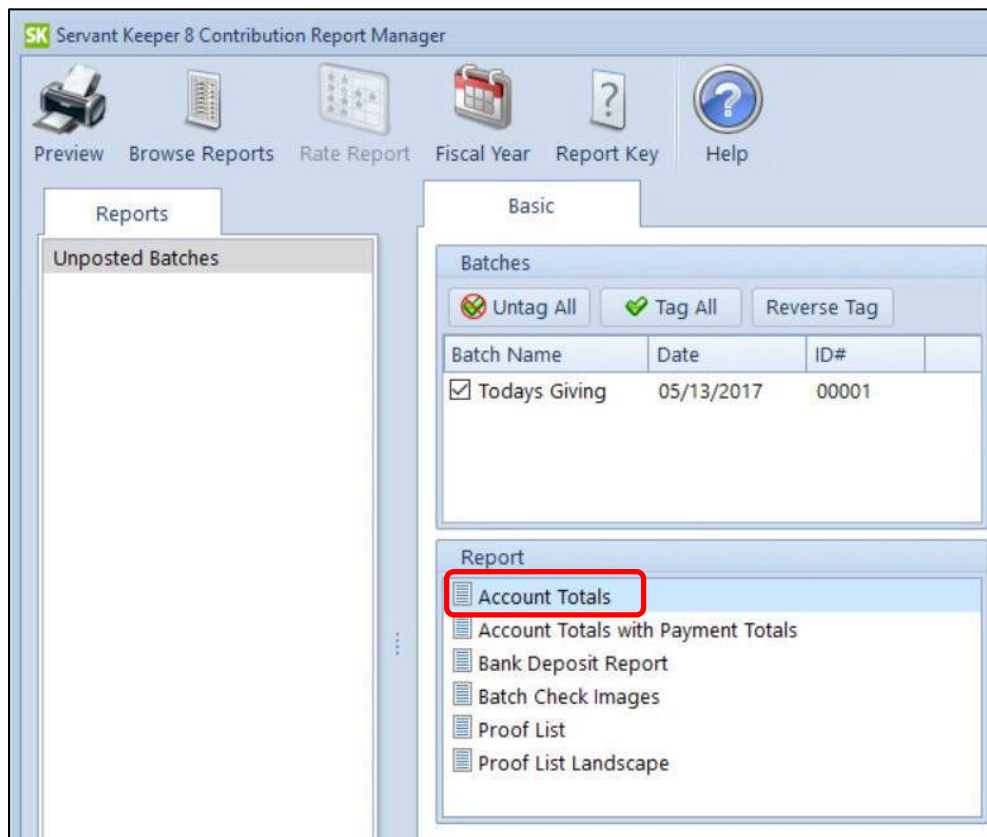 SK Servant Keeper 8 Contribution Report Manager
Preview Browse Reports Rate Report Fiscal Year Report Key Help
Reports
Unposted Batches
Basic
Batches
Untag All Tag All Reverse Tag
Batch Name Date ID#
Todays Giving 05/13/2017 00001
Report
Account Totals
Account Totals with Payment Totals
Bank Deposit Report
Batch Check Images
Proof List
Proof List Landscape